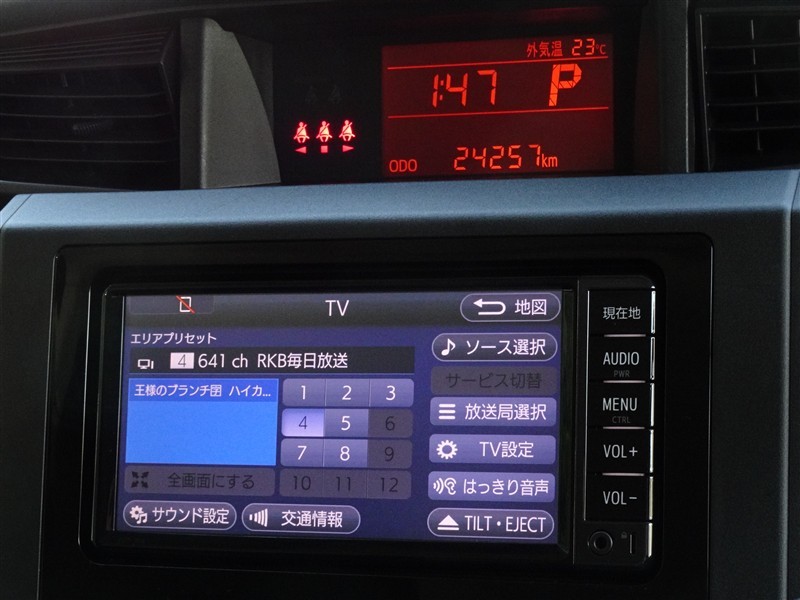 外気温 23℃
1:47 P
ODO 24257km
TV
地図
エリアプリセット
4 641 ch RKB毎日放送
王様のブランチ🈑 ハイカ...
1 2 3
4 5 6
7 8 9
10 11 12
全画面にする
サウンド設定
交通情報
ソース選択
サービス切替
放送局選択
TV設定
はっきり音声
TILT・EJECT
現在地
AUDIO
PWR
MENU
CTRL
VOL+
VOL-